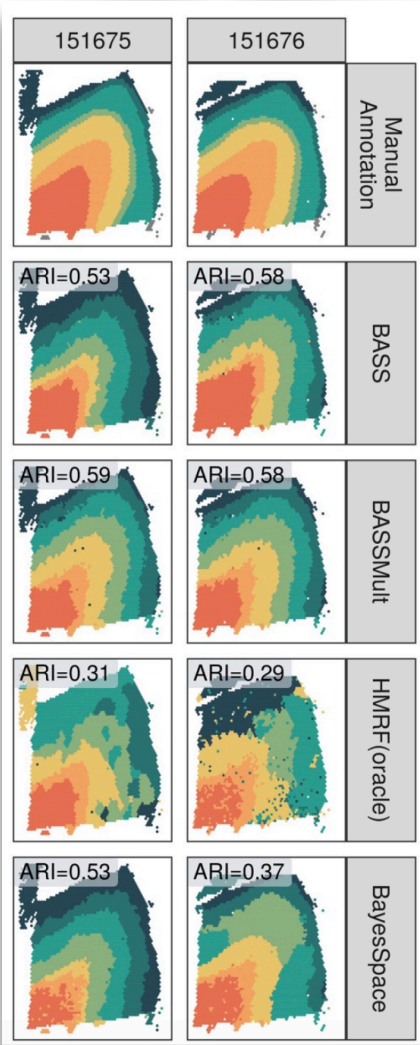 151675
151676
Manual
Annotation
ARI=0.53
ARI=0.58
BASS
ARI=0.59
ARI=0.58
BASSMult
ARI=0.31
ARI=0.29
HMRF(oracle)
ARI=0.53
ARI=0.37
BayesSpace